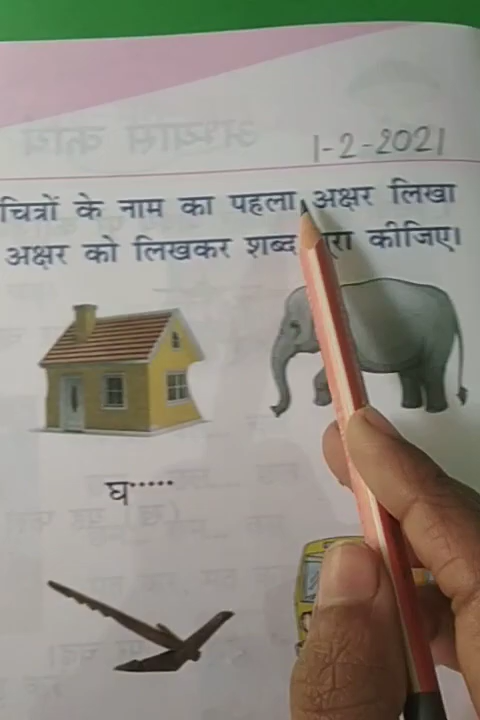 1-2-2021
चित्रों के नाम का पहला अक्षर लिखा
अक्षर को लिखकर शब्द कीजिए।
घ.....